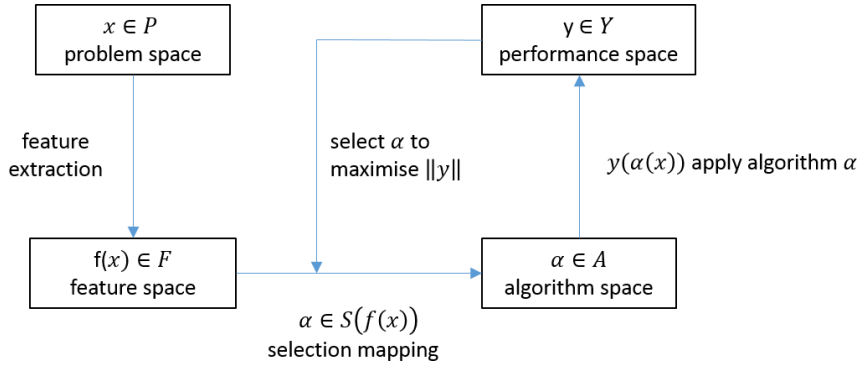 𝑥 ∈ 𝑃
problem space
y ∈ 𝑌
performance space
feature
extraction
select 𝛼 to
maximise ‖𝑦‖
𝑦(𝛼(𝑥)) apply algorithm 𝛼
f(𝑥) ∈ 𝐹
feature space
𝛼 ∈ 𝐴
algorithm space
𝛼 ∈ 𝑆(𝑓(𝑥))
selection mapping